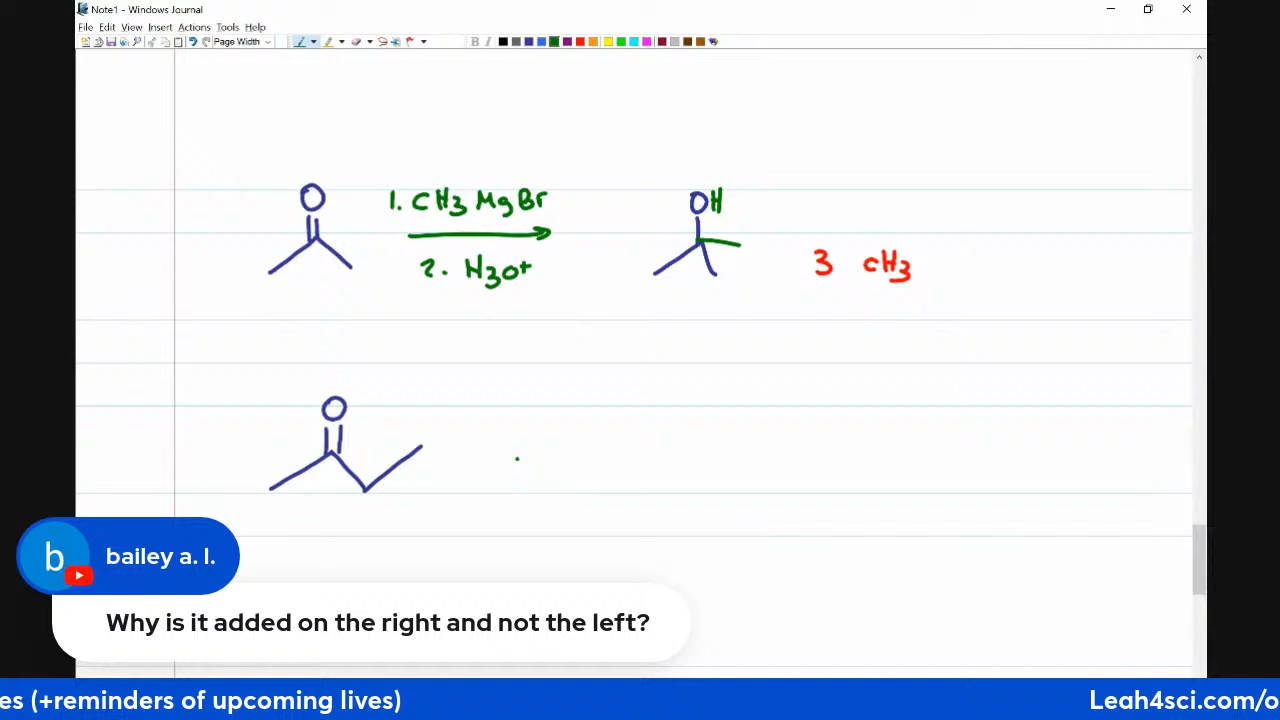 Note1 - Windows Journal
File Edit View Insert Actions Tools Help
Page Width
B I
O
1. CH3 MgBr
2. H3O+
OH
3 CH3
O
b
bailey a. l.
Why is it added on the right and not the left?
es (+reminders of upcoming lives)
Leah4sci.com/o